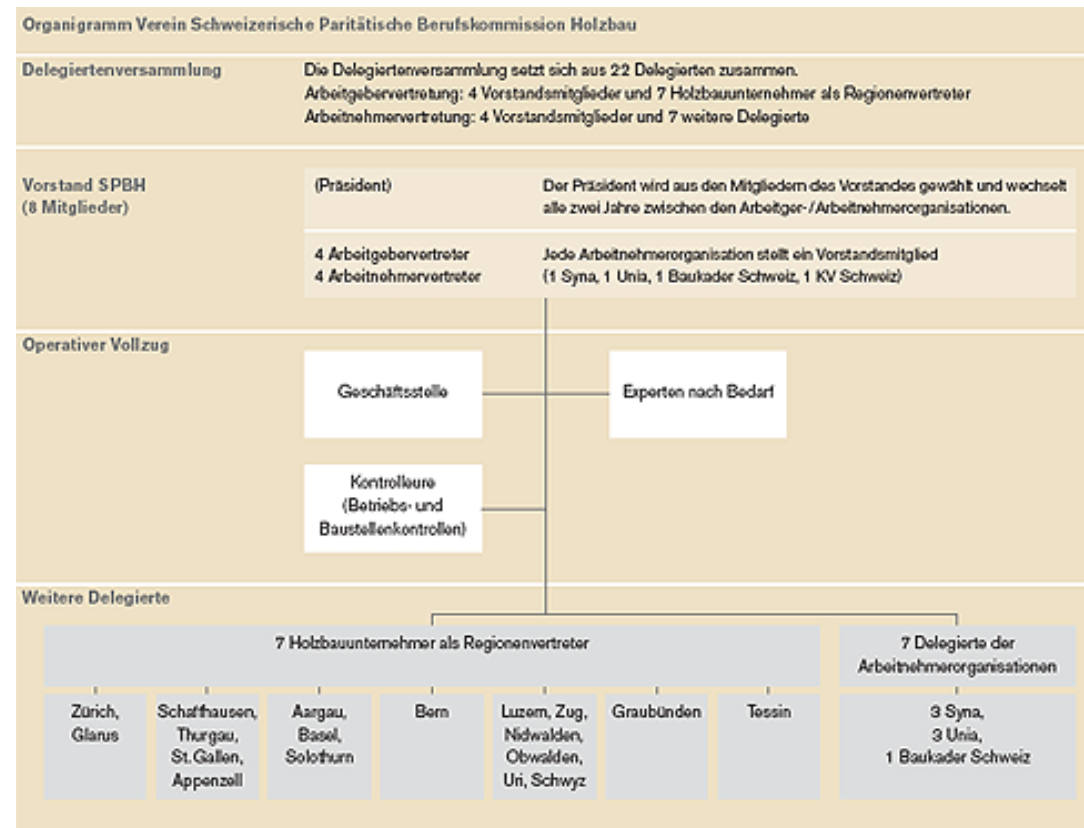 Organigramm Verein Schweizerische Paritätische Berufskommission Holzbau
Delegiertenversammlung
Die Delegiertenversammlung setzt sich aus 22 Delegierten zusammen.
Arbeitgebervertretung: 4 Vorstandsmitglieder und 7 Holzbauunternehmer als Regionenvertreter
Arbeitnehmervertretung: 4 Vorstandsmitglieder und 7 weitere Delegierte
Vorstand SPBH
(8 Mitglieder)
(Präsident)
Der Präsident wird aus den Mitgliedern des Vorstandes gewählt und wechselt
alle zwei Jahre zwischen den Arbeitger-/Arbeitnehmerorganisationen.
4 Arbeitgebervertreter
4 Arbeitnehmervertreter
Jede Arbeitnehmerorganisation stellt ein Vorstandsmitglied
(1 Syna, 1 Unia, 1 Baukader Schweiz, 1 KV Schweiz)
Operativer Vollzug
Geschäftsstelle
Experten nach Bedarf
Kontrolleure
(Betriebs- und
Baustellenkontrollen)
Weitere Delegierte
7 Holzbauunternehmer als Regionenvertreter
7 Delegierte der
Arbeitnehmerorganisationen
Zürich,
Glarus
Schaffhausen,
Thurgau,
St. Gallen,
Appenzell
Aargau,
Basel,
Solothurn
Bern
Luzern, Zug,
Nidwalden,
Obwalden,
Uri, Schwyz
Graubünden
Tessin
3 Syna,
3 Unia,
1 Baukader Schweiz